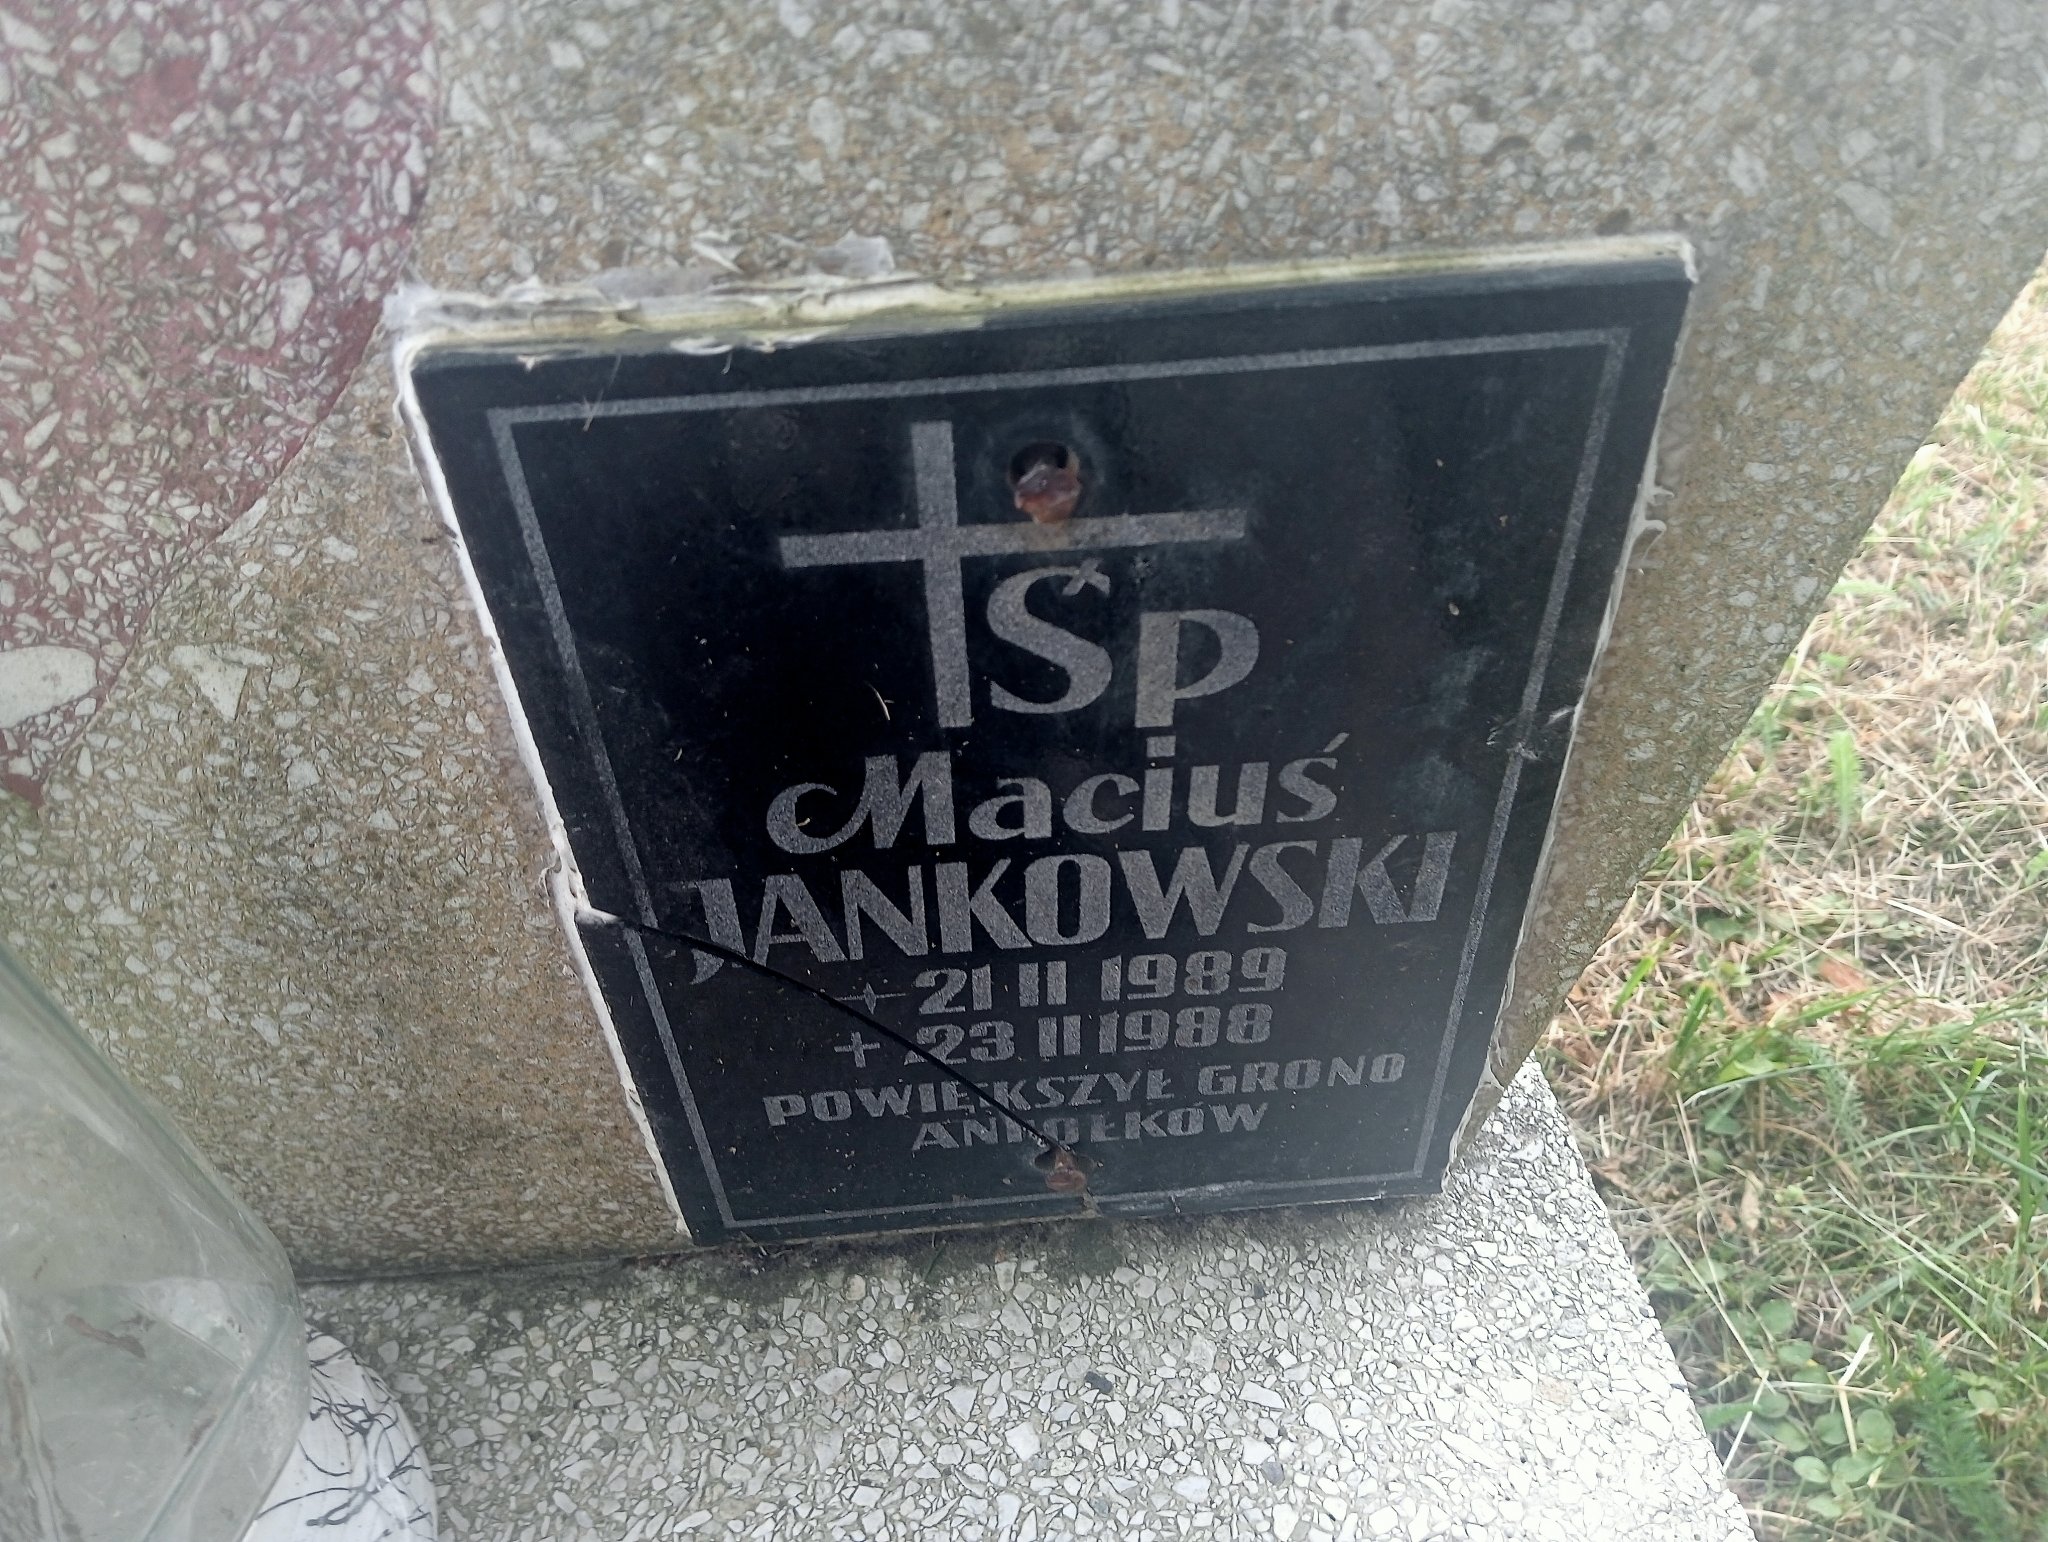 Śp
Maciuś
JANKOWSKI
21 II 1989
+ 23 II 1988
POWIĘKSZYŁ GRONO
ANIOŁKÓW